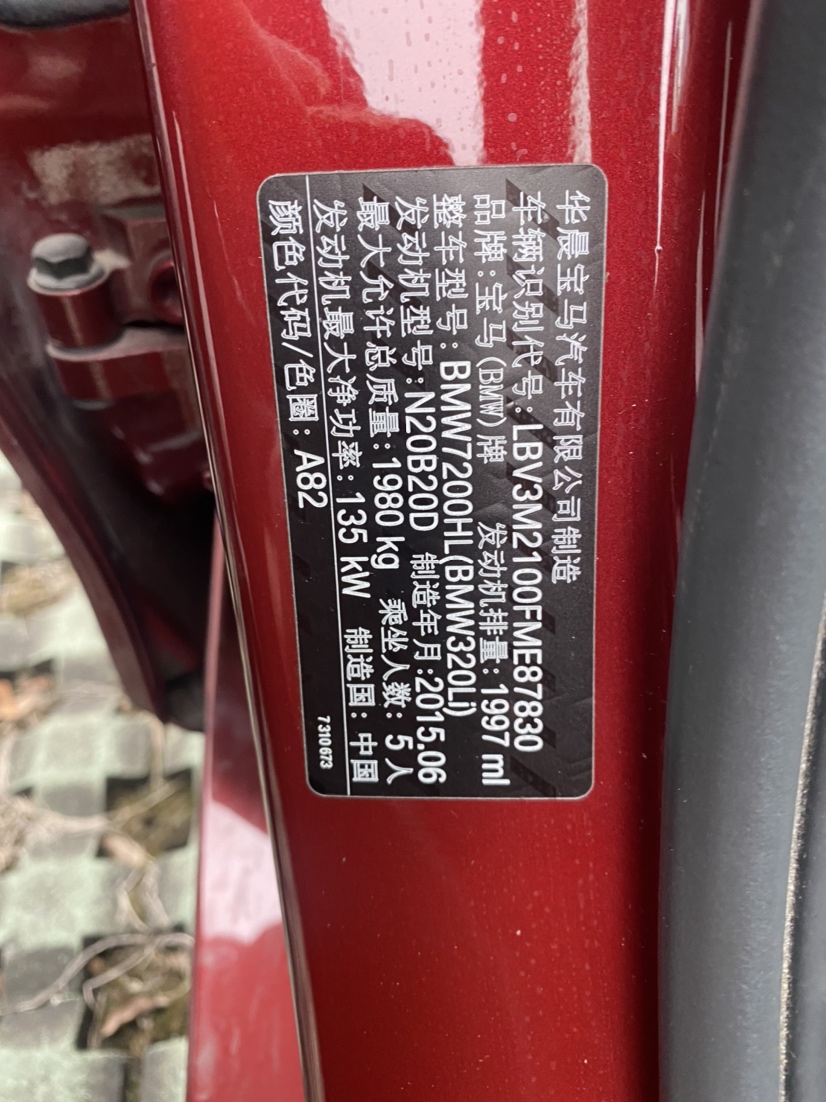 华晨宝马汽车有限公司制造
车辆识别代号:LBV3M2100FME87830
品牌:宝马(BMW)牌 发动机排量:1997 ml
整车型号:BMW7200HL(BMW320Li)
发动机型号:N20B20D 制造年月:2015.06
最大允许总质量:1980 kg 乘坐人数:5人
发动机最大净功率:135 kW 制造国:中国
颜色代码/色圈:A82 7310673